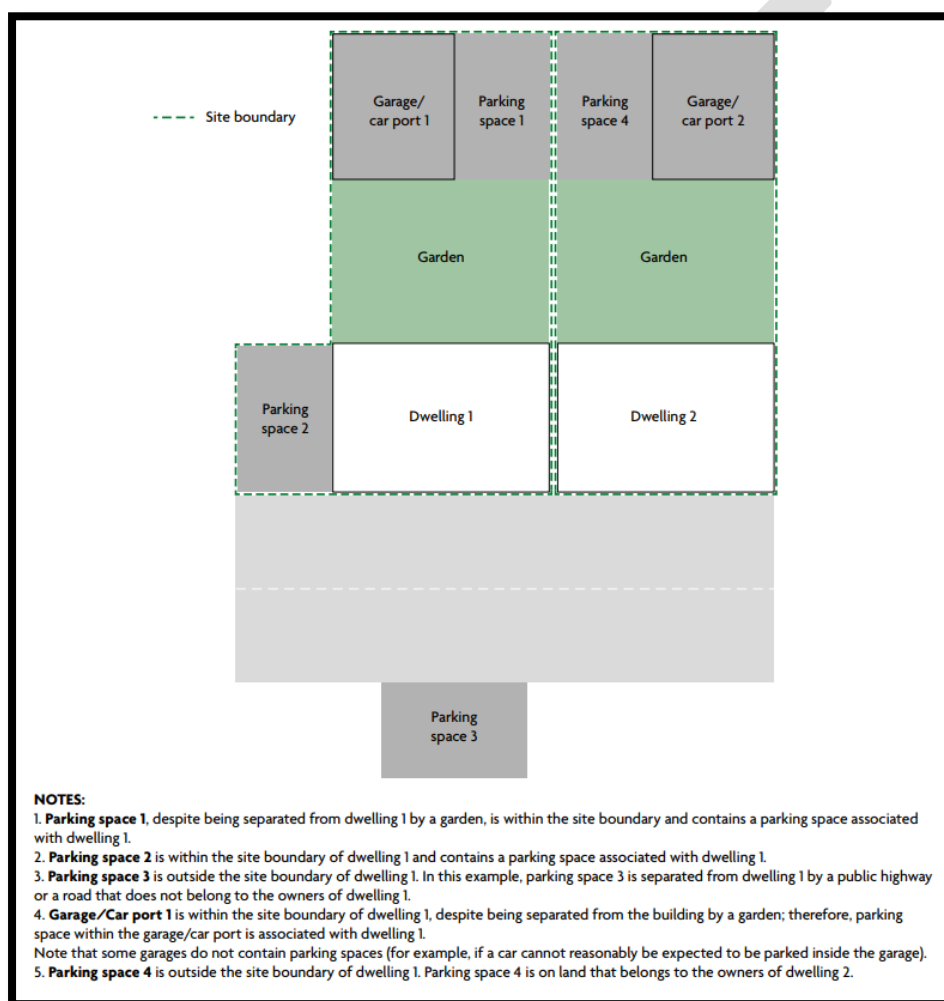 Site boundary
Garage/
car port 1
Parking
space 1
Parking
space 4
Garage/
car port 2
Garden
Garden
Parking
space 2
Dwelling 1
Dwelling 2
Parking
space 3
NOTES:
1. Parking space 1, despite being separated from dwelling 1 by a garden, is within the site boundary and contains a parking space associated
with dwelling 1.
2. Parking space 2 is within the site boundary of dwelling 1 and contains a parking space associated with dwelling 1.
3. Parking space 3 is outside the site boundary of dwelling 1. In this example, parking space 3 is separated from dwelling 1 by a public highway
or a road that does not belong to the owners of dwelling 1.
4. Garage/Car port 1 is within the site boundary of dwelling 1, despite being separated from the building by a garden; therefore, parking
space within the garage/car port is associated with dwelling 1.
Note that some garages do not contain parking spaces (for example, if a car cannot reasonably be expected to be parked inside the garage).
5. Parking space 4 is outside the site boundary of dwelling 1. Parking space 4 is on land that belongs to the owners of dwelling 2.